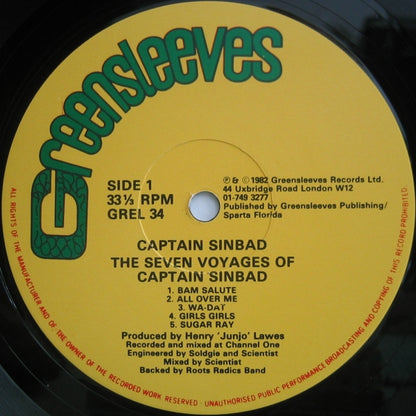 Greensleeves
SIDE 1
33⅓ RPM
GREL 34
℗ & © 1982 Greensleeves Records Ltd.
44 Uxbridge Road London W12
01-749 3277
Published by Greensleeves Publishing/
Sparta Florida
CAPTAIN SINBAD
THE SEVEN VOYAGES OF
CAPTAIN SINBAD
1. BAM SALUTE
2. ALL OVER ME
3. WA-DAT
4. GIRLS GIRLS
5. SUGAR RAY
Produced by Henry 'Junjo' Lawes
Recorded and mixed at Channel One
Engineered by Soldgie and Scientist
Mixed by Scientist
Backed by Roots Radics Band
ALL RIGHTS OF THE MANUFACTURER AND OF THE OWNER OF THE RECORDED WORK RESERVED - UNAUTHORISED PUBLIC PERFORMANCE BROADCASTING AND COPYING OF THIS RECORD PROHIBITED